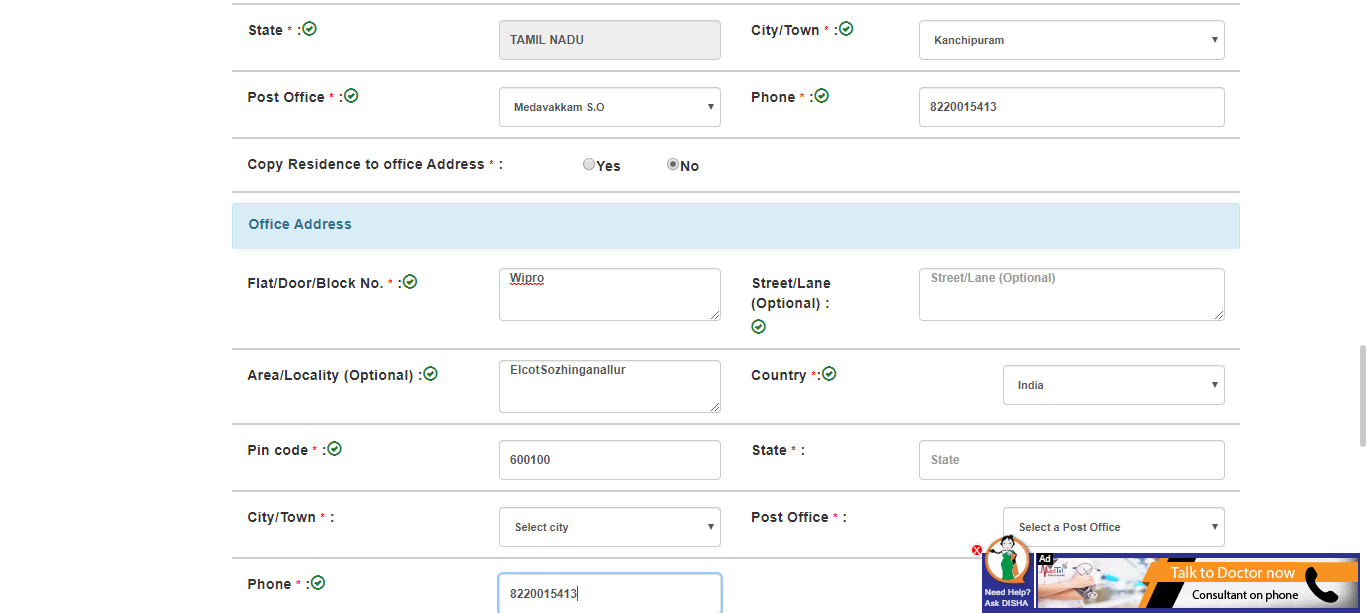 State * :
TAMIL NADU
City/Town * :
Kanchipuram
Post Office * :
Medavakkam S.O
Phone * :
8220015413
Copy Residence to office Address * :
Yes
No
Office Address
Flat/Door/Block No. * :
Wipro
Street/Lane
(Optional) :
Street/Lane (Optional)
Area/Locality (Optional) :
ElcotSozhinganallur
Country *:
India
Pin code * :
600100
State * :
State
City/Town * :
Select city
Post Office * :
Select a Post Office
Phone * :
8220015413
Need Help?
Ask DISHA
Ad
Talk to Doctor now
Consultant on phone